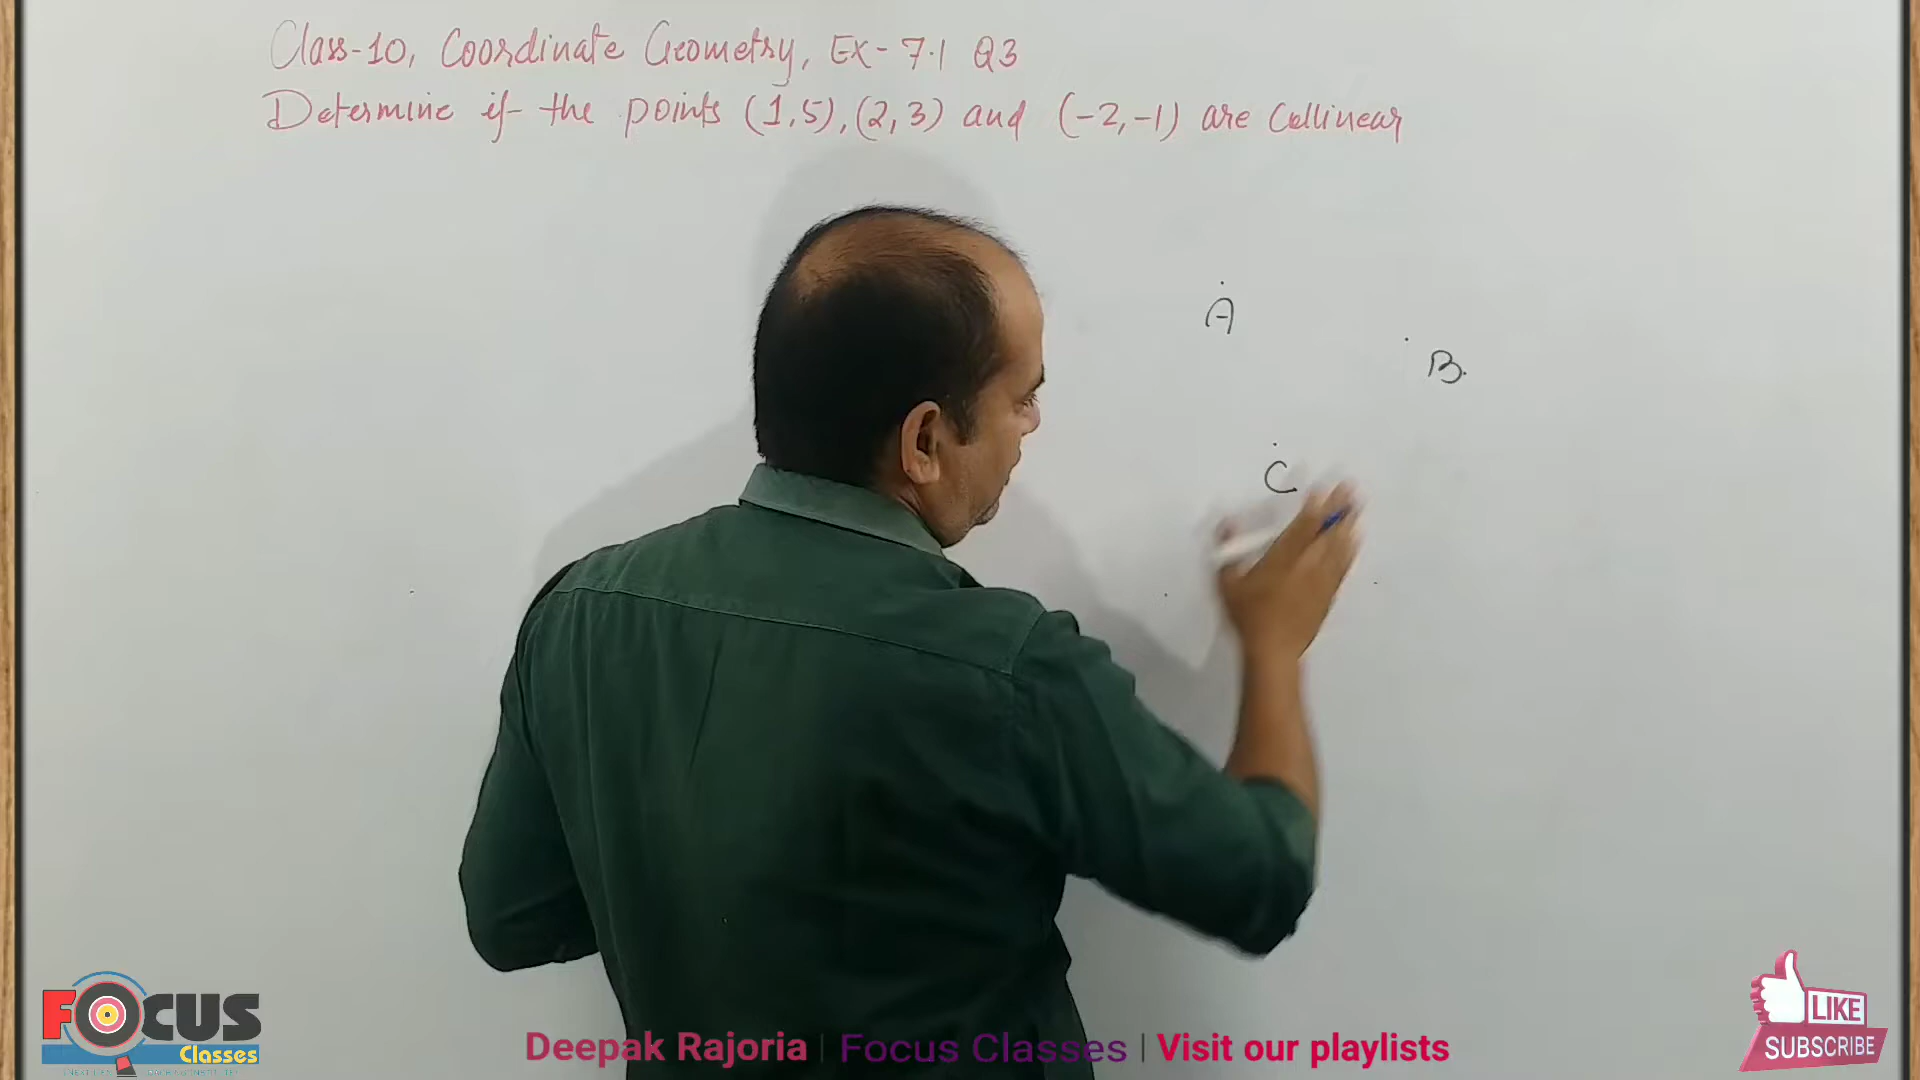 Class-10, Coordinate Geometry, Ex- 7.1 Q3
Determine if the points (1,5), (2,3) and (-2,-1) are Collinear
A
B.
C
FOCUS
Classes
Deepak Rajoria | Focus Classes | Visit our playlists
LIKE
SUBSCRIBE